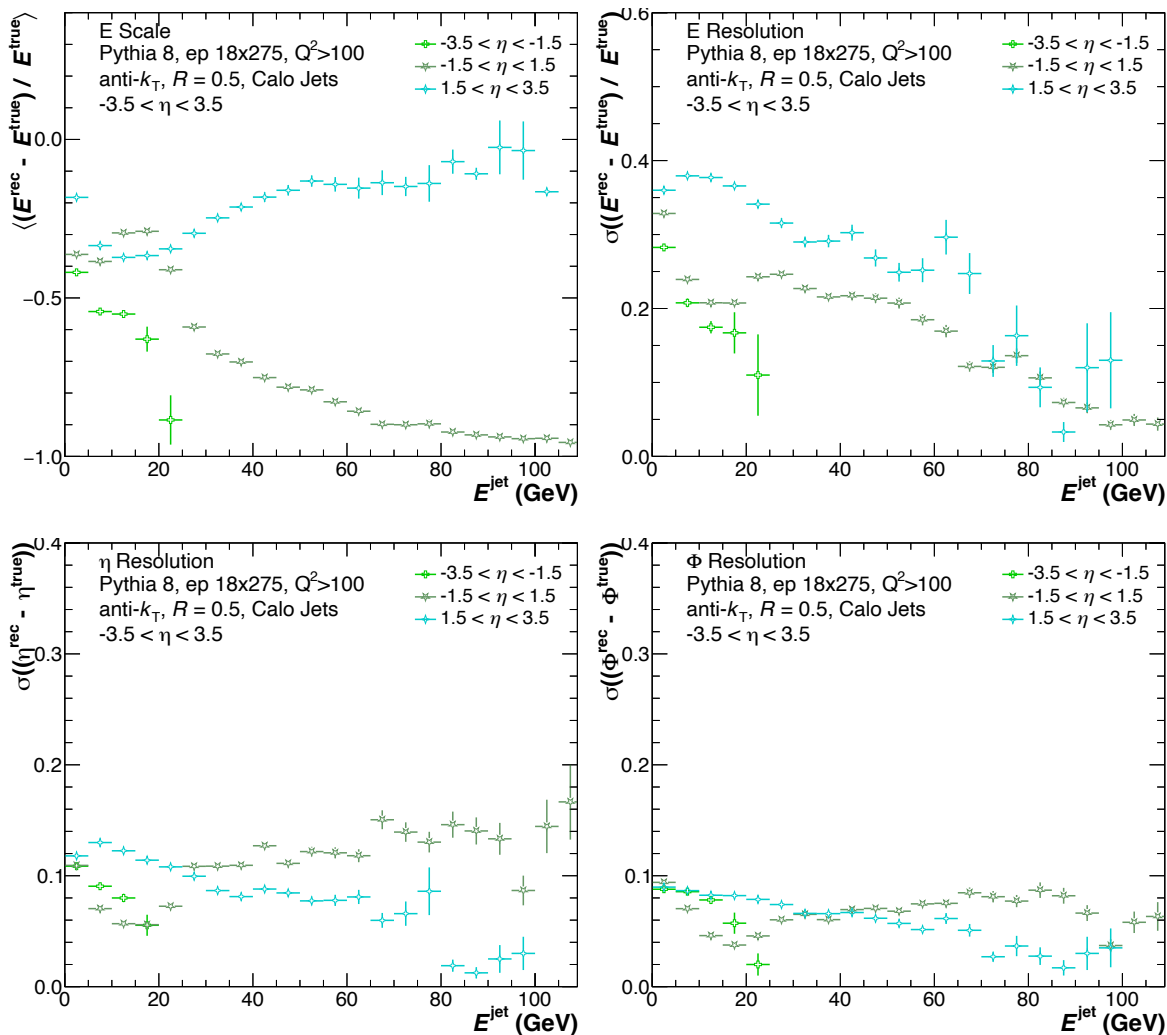 E Scale
Pythia 8, ep 18x275, Q²>100
anti-k_T, R = 0.5, Calo Jets
-3.5 < η < 3.5
-3.5 < η < -1.5
-1.5 < η < 1.5
1.5 < η < 3.5
⟨(E^rec - E^true) / E^true⟩
0.0
−0.5
−1.0
0 20 40 60 80 100
E^jet (GeV)
E Resolution
Pythia 8, ep 18x275, Q²>100
anti-k_T, R = 0.5, Calo Jets
-3.5 < η < 3.5
-3.5 < η < -1.5
-1.5 < η < 1.5
1.5 < η < 3.5
σ((E^rec - E^true) / E^true)
0.6
0.4
0.2
0.0
0 20 40 60 80 100
E^jet (GeV)
η Resolution
Pythia 8, ep 18x275, Q²>100
anti-k_T, R = 0.5, Calo Jets
-3.5 < η < 3.5
-3.5 < η < -1.5
-1.5 < η < 1.5
1.5 < η < 3.5
σ((η^rec - η^true))
0.4
0.3
0.2
0.1
0.0
0 20 40 60 80 100
E^jet (GeV)
Φ Resolution
Pythia 8, ep 18x275, Q²>100
anti-k_T, R = 0.5, Calo Jets
-3.5 < η < 3.5
-3.5 < η < -1.5
-1.5 < η < 1.5
1.5 < η < 3.5
σ((Φ^rec - Φ^true))
0.4
0.3
0.2
0.1
0.0
0 20 40 60 80 100
E^jet (GeV)